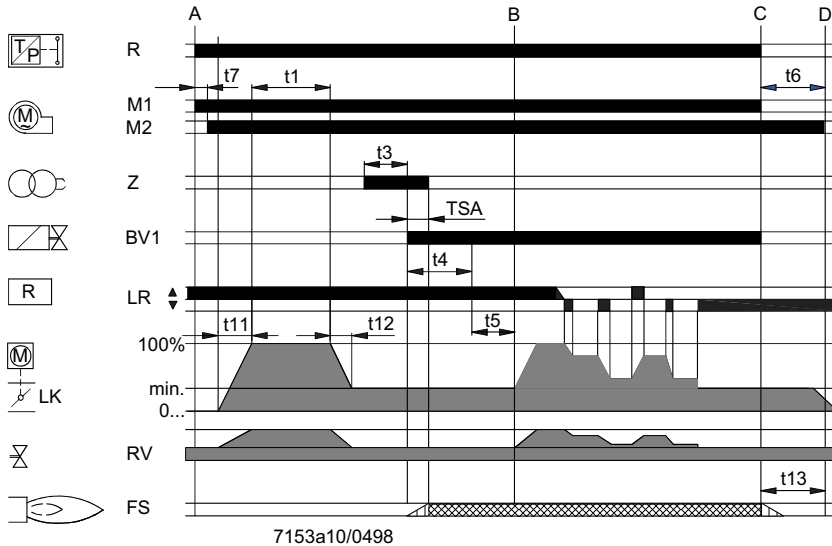 A B C D
T P R
t7 t1 t6
M ~ M1
M2
t3
Z
TSA
BV1
t4
R LR
t11 t12 t5
M 100%
LK min.
0...
RV
t13
FS
7153a10/0498